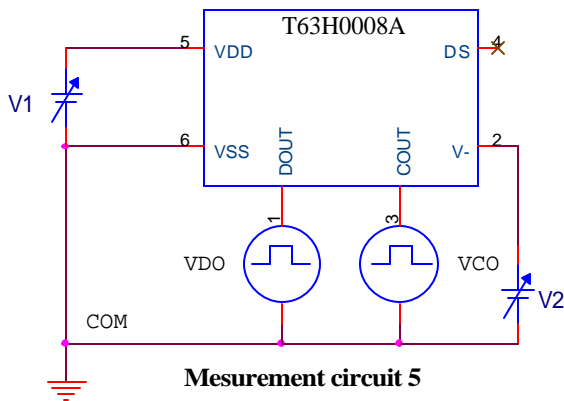 T63H0008A
5 VDD DS 4
V1
6 VSS DOUT COUT V- 2
1 3
VDO VCO
V2
COM
Mesurement circuit 5